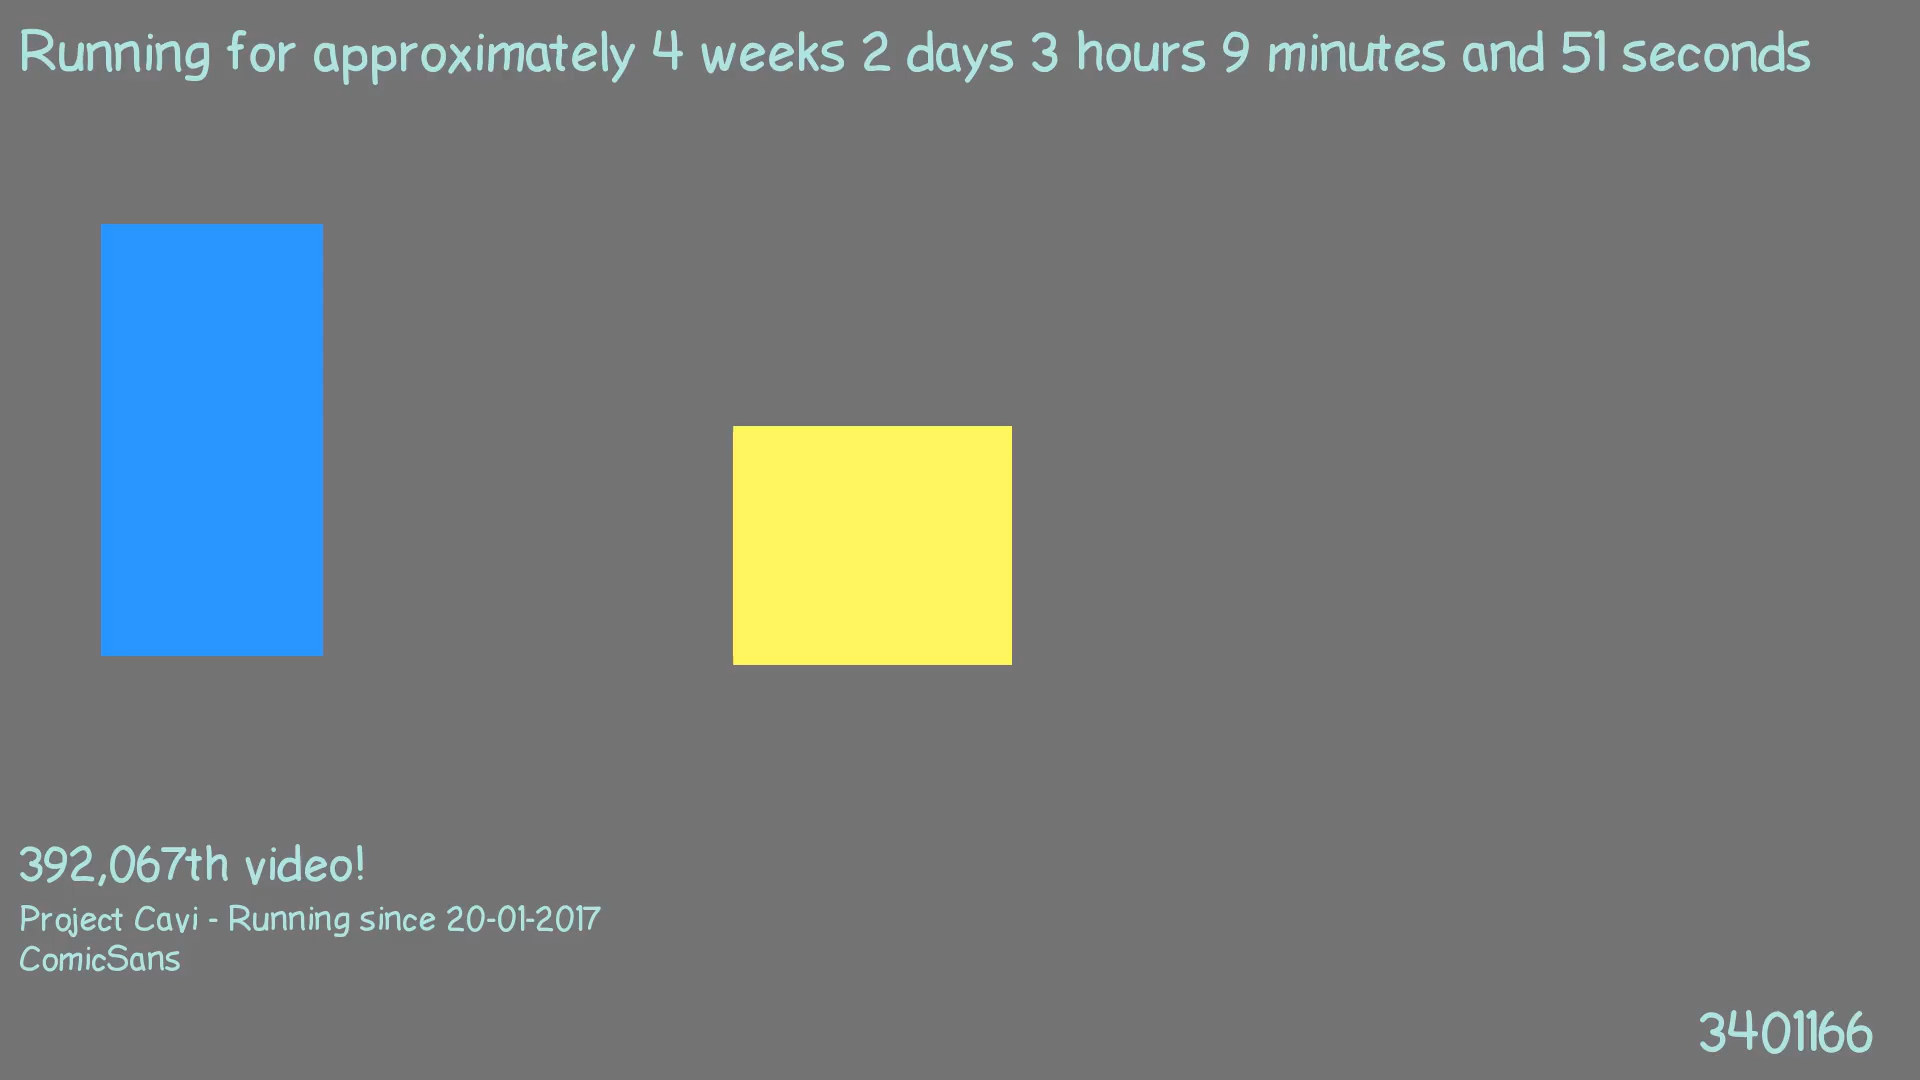 Running for approximately 4 weeks 2 days 3 hours 9 minutes and 51 seconds
392,067th video!
Project Cavi - Running since 20-01-2017
ComicSans
3401166